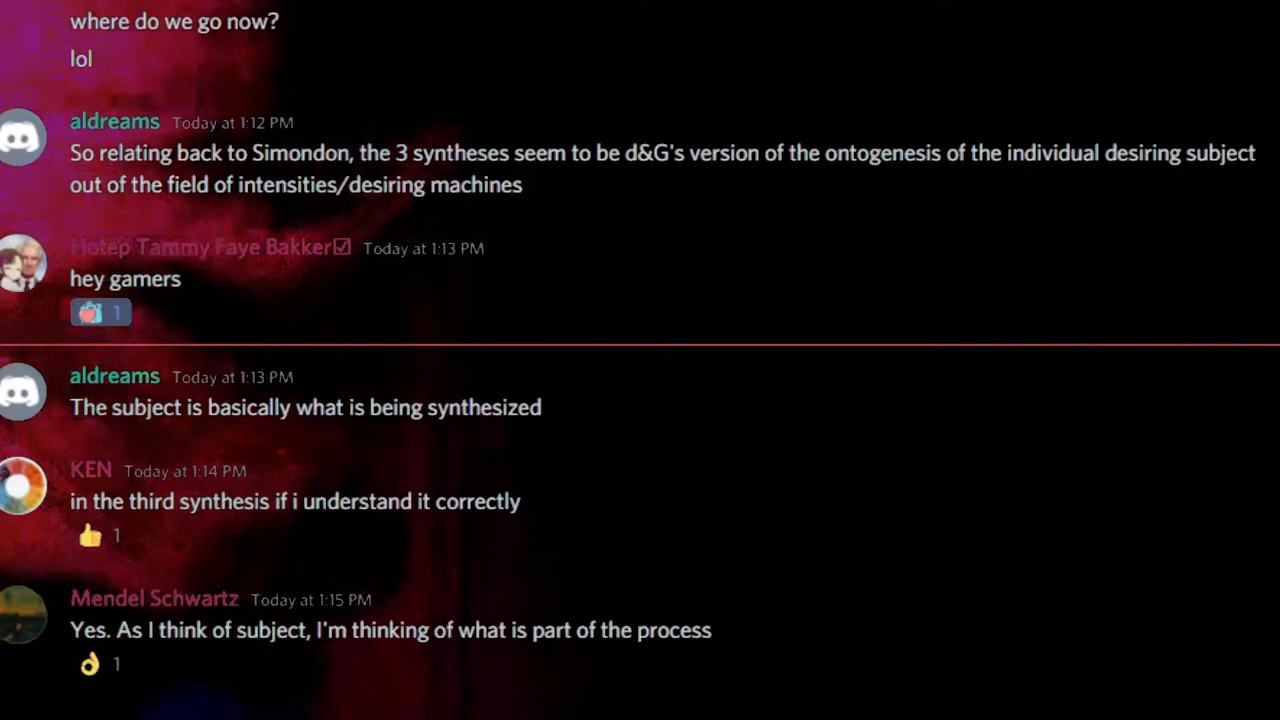 where do we go now?
lol
aldreams Today at 1:12 PM
So relating back to Simondon, the 3 syntheses seem to be d&G's version of the ontogenesis of the individual desiring subject
out of the field of intensities/desiring machines
Hotep Tammy Faye Bakker☑ Today at 1:13 PM
hey gamers
1
aldreams Today at 1:13 PM
The subject is basically what is being synthesized
KEN Today at 1:14 PM
in the third synthesis if i understand it correctly
👍 1
Mendel Schwartz Today at 1:15 PM
Yes. As I think of subject, I'm thinking of what is part of the process
👌 1